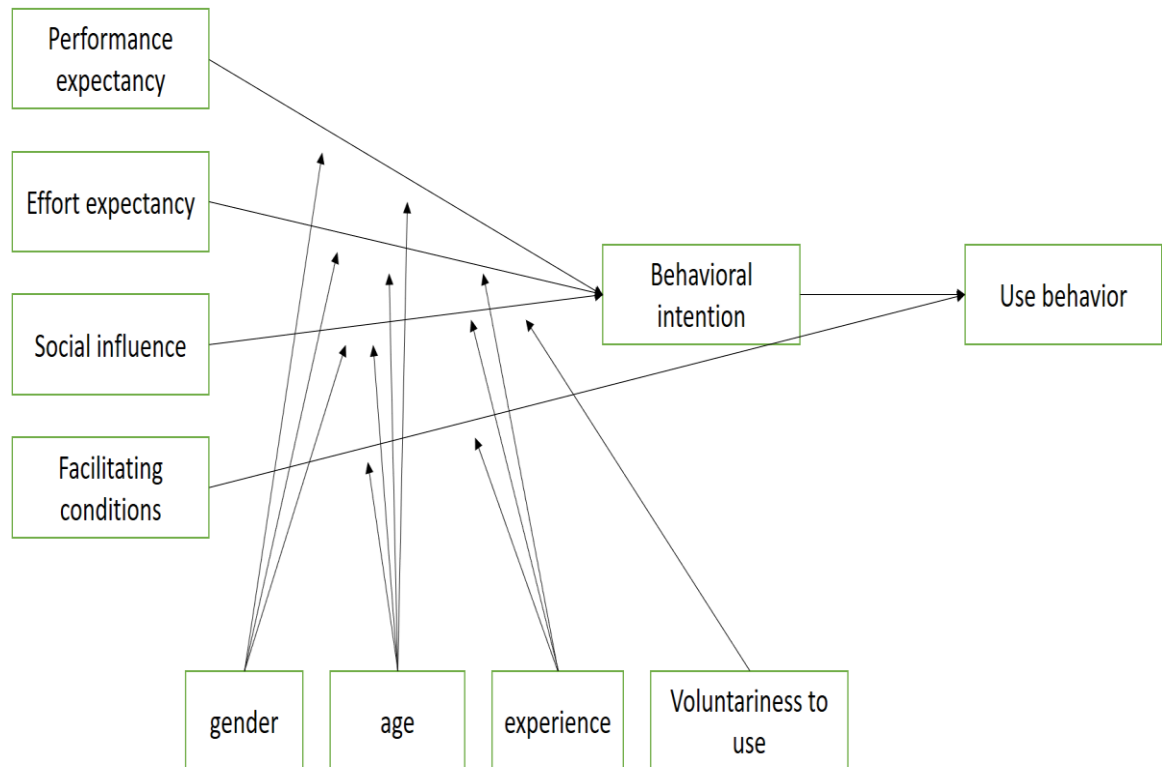 Performance
expectancy
Effort expectancy
Social influence
Facilitating
conditions
Behavioral
intention
Use behavior
gender
age
experience
Voluntariness to
use